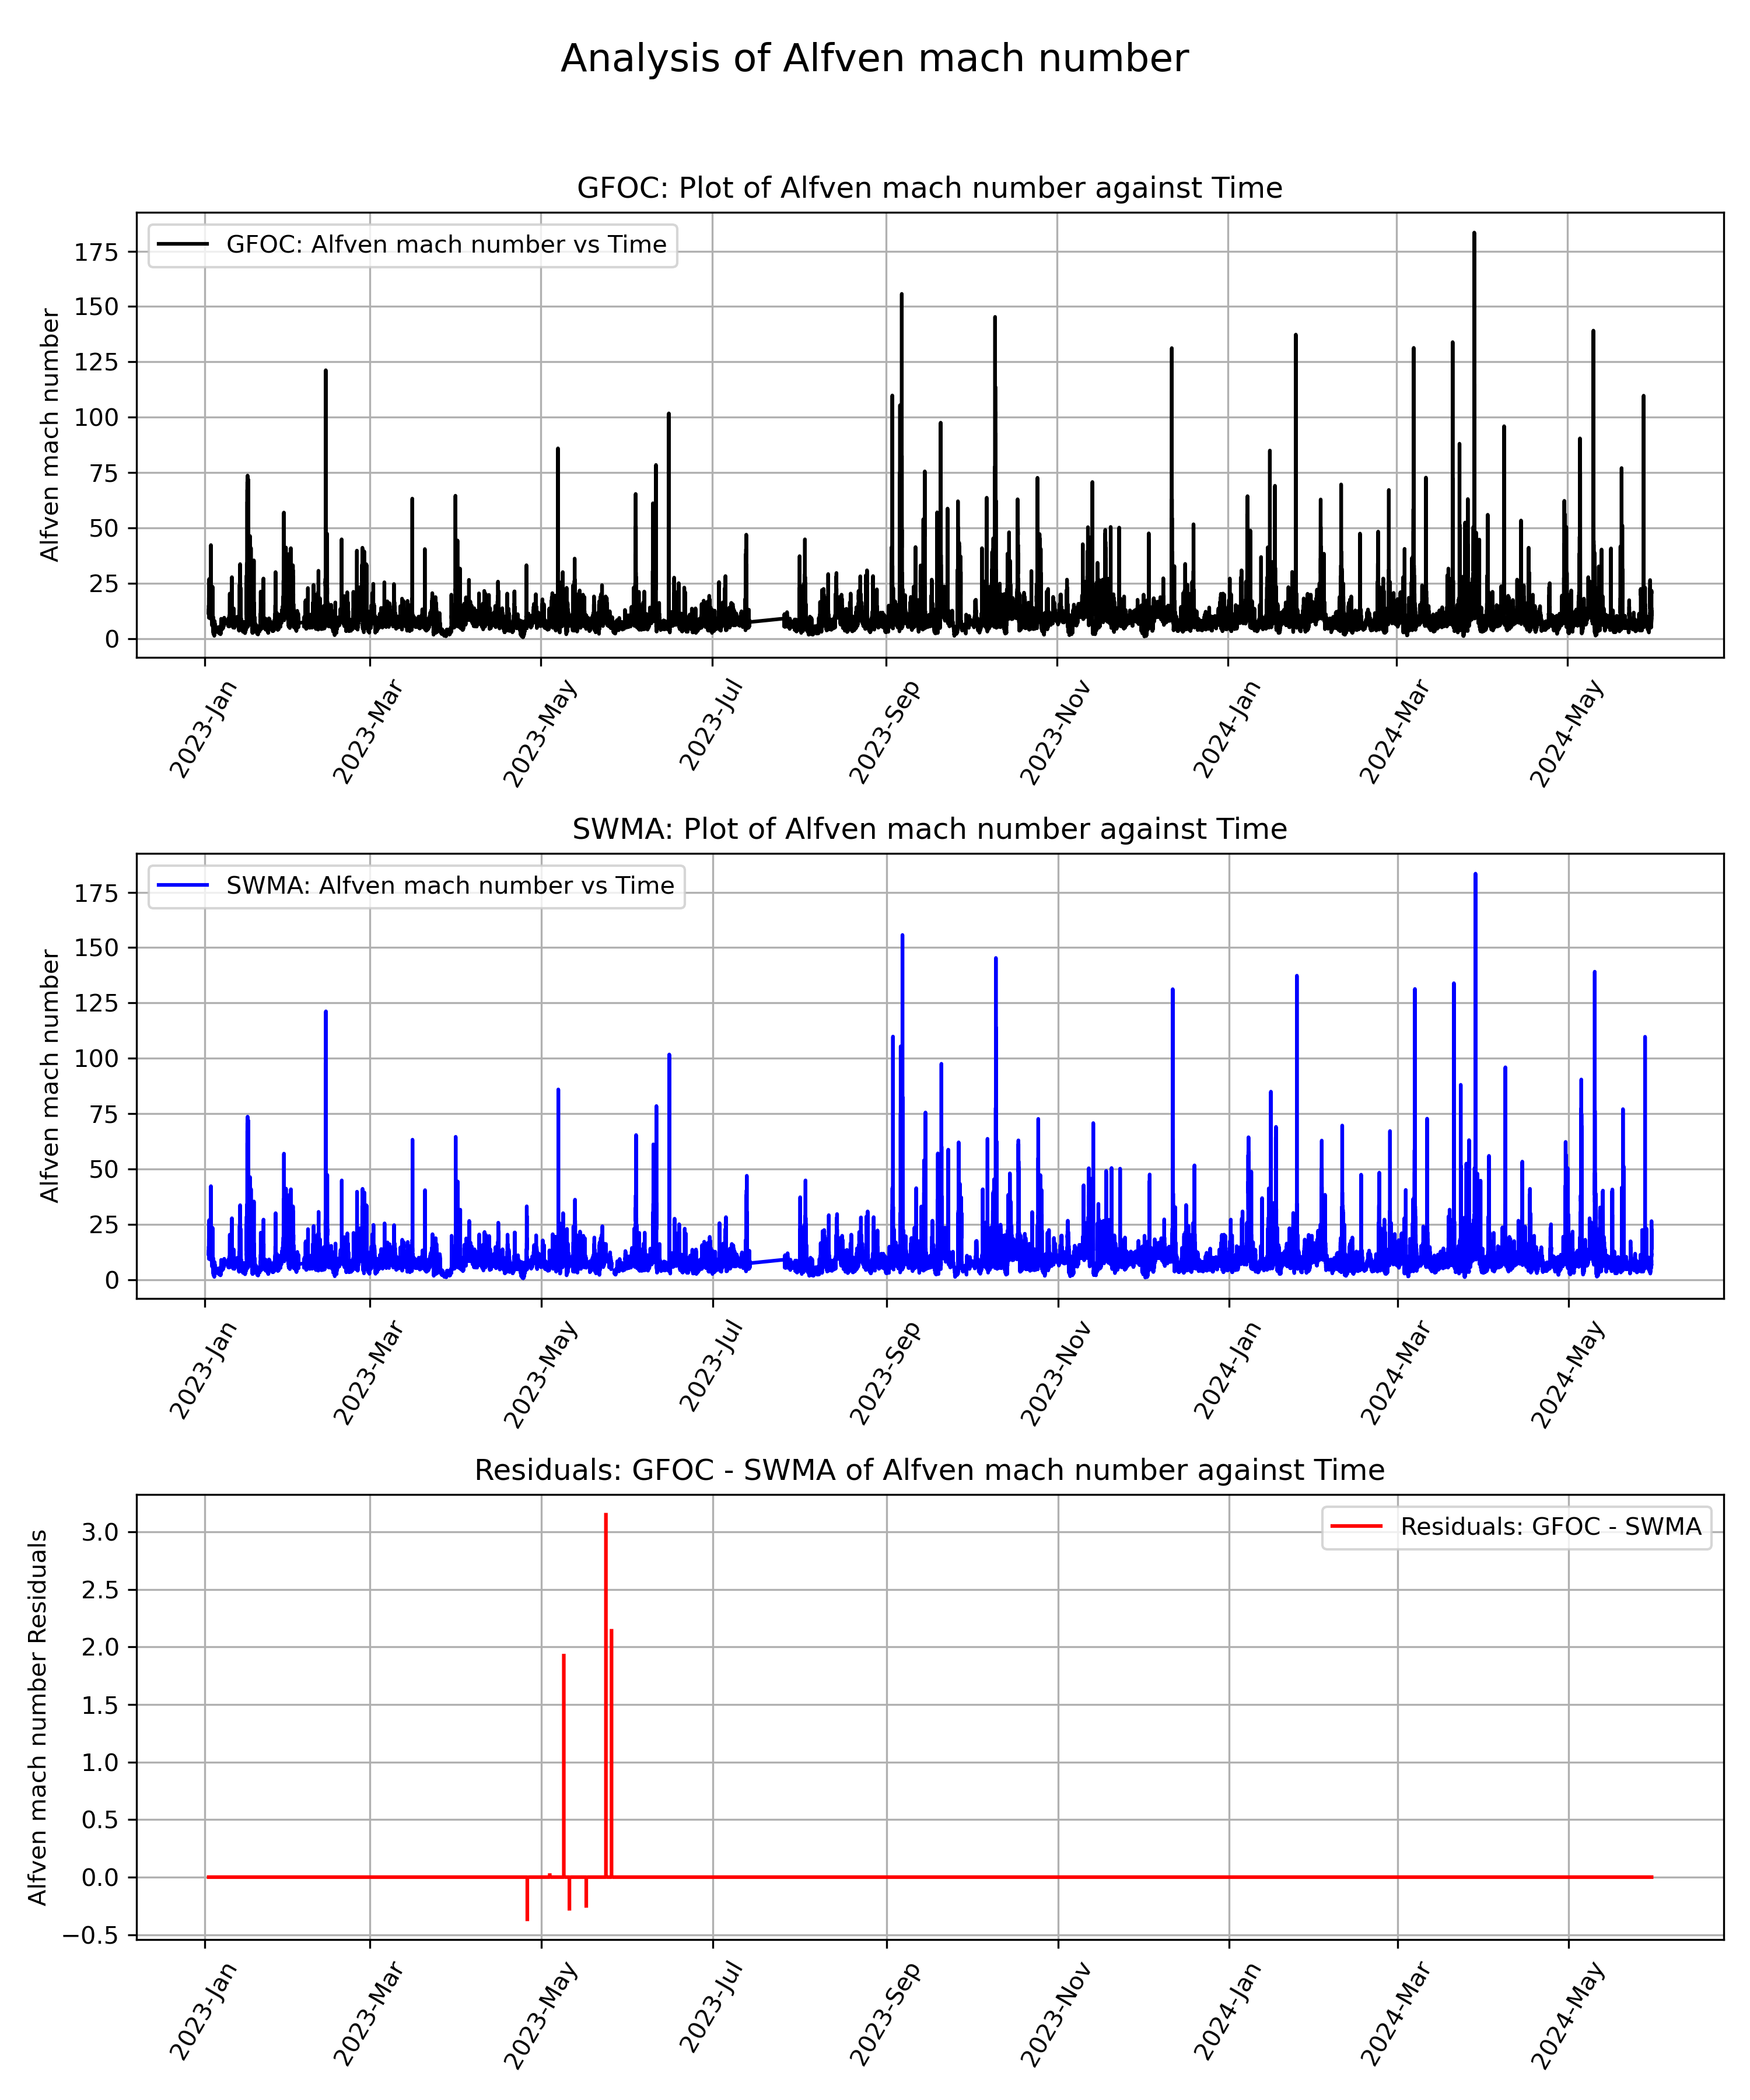 Analysis of Alfven mach number
GFOC: Plot of Alfven mach number against Time
GFOC: Alfven mach number vs Time
Alfven mach number
175
150
125
100
75
50
25
0
2023-Jan
2023-Mar
2023-May
2023-Jul
2023-Sep
2023-Nov
2024-Jan
2024-Mar
2024-May
SWMA: Plot of Alfven mach number against Time
SWMA: Alfven mach number vs Time
Alfven mach number
175
150
125
100
75
50
25
0
2023-Jan
2023-Mar
2023-May
2023-Jul
2023-Sep
2023-Nov
2024-Jan
2024-Mar
2024-May
Residuals: GFOC - SWMA of Alfven mach number against Time
Residuals: GFOC - SWMA
Alfven mach number Residuals
3.0
2.5
2.0
1.5
1.0
0.5
0.0
−0.5
2023-Jan
2023-Mar
2023-May
2023-Jul
2023-Sep
2023-Nov
2024-Jan
2024-Mar
2024-May